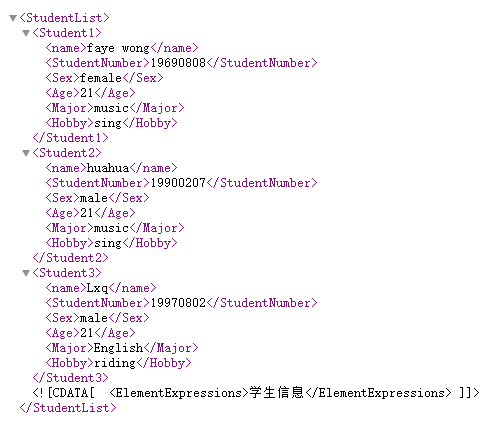 <StudentList>
<Student1>
<name>faye wong</name>
<StudentNumber>19690808</StudentNumber>
<Sex>female</Sex>
<Age>21</Age>
<Major>music</Major>
<Hobby>sing</Hobby>
</Student1>
<Student2>
<name>huahua</name>
<StudentNumber>19900207</StudentNumber>
<Sex>male</Sex>
<Age>21</Age>
<Major>music</Major>
<Hobby>sing</Hobby>
</Student2>
<Student3>
<name>Lxq</name>
<StudentNumber>19970802</StudentNumber>
<Sex>male</Sex>
<Age>21</Age>
<Major>English</Major>
<Hobby>riding</Hobby>
</Student3>
<![CDATA[ <ElementExpressions>学生信息</ElementExpressions> ]]>
</StudentList>